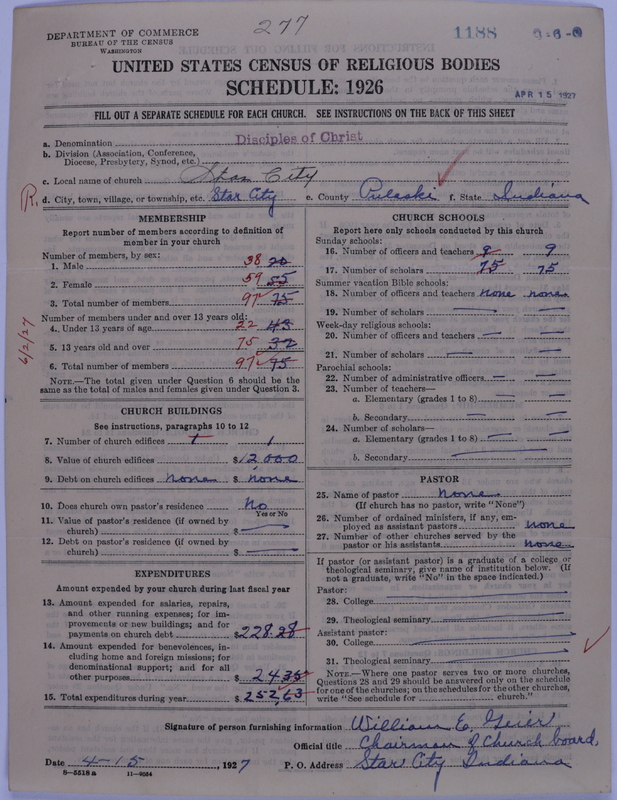 277
1188
DEPARTMENT OF COMMERCE
BUREAU OF THE CENSUS
WASHINGTON
UNITED STATES CENSUS OF RELIGIOUS BODIES
SCHEDULE: 1926
APR 15 1927
FILL OUT A SEPARATE SCHEDULE FOR EACH CHURCH. SEE INSTRUCTIONS ON THE BACK OF THIS SHEET
a. Denomination Disciples of Christ
b. Division (Association, Conference,
Diocese, Presbytery, Synod, etc.)
c. Local name of church Star City
R. d. City, town, village, or township, etc. Star City e. County Pulaski f. State Indiana
MEMBERSHIP
Report number of members according to definition of
member in your church
Number of members, by sex:
1. Male 38 20
2. Female 59 55
3. Total number of members 97 75
Number of members under and over 13 years old:
4. Under 13 years of age 22 43
5. 13 years old and over 75 32
6. Total number of members 97 75
6/2/27
NOTE.—The total given under Question 6 should be the
same as the total of males and females given under Question 3.
CHURCH BUILDINGS
See instructions, paragraphs 10 to 12
7. Number of church edifices 1 1
8. Value of church edifices $12,000
9. Debt on church edifices none $ none
10. Does church own pastor's residence No
Yes or No
11. Value of pastor's residence (if owned by
church) $
12. Debt on pastor's residence (if owned by
church) $
EXPENDITURES
Amount expended by your church during last fiscal year
13. Amount expended for salaries, repairs,
and other running expenses; for im-
provements or new buildings; and for
payments on church debt $228.28
14. Amount expended for benevolences, in-
cluding home and foreign missions; for
denominational support; and for all
other purposes $24.35
15. Total expenditures during year $252.63
CHURCH SCHOOLS
Report here only schools conducted by this church
Sunday schools:
16. Number of officers and teachers 9 9
17. Number of scholars 75 75
Summer vacation Bible schools:
18. Number of officers and teachers none none
19. Number of scholars
Week-day religious schools:
20. Number of officers and teachers
21. Number of scholars
Parochial schools:
22. Number of administrative officers
23. Number of teachers—
a. Elementary (grades 1 to 8)
b. Secondary
24. Number of scholars—
a. Elementary (grades 1 to 8)
b. Secondary
PASTOR
25. Name of pastor none
(If church has no pastor, write "None")
26. Number of ordained ministers, if any, em-
ployed as assistant pastors none
27. Number of other churches served by the
pastor or his assistants none
If pastor (or assistant pastor) is a graduate of a college or
theological seminary, give name of institution below. (If
not a graduate, write "No" in the space indicated.)
Pastor:
28. College
29. Theological seminary
Assistant pastor:
30. College
31. Theological seminary
NOTE.—Where one pastor serves two or more churches,
Questions 28 and 29 should be answered only on the schedule
for one of the churches; on the schedules for the other churches,
write "See schedule for church."
Signature of person furnishing information William E. Geier
Official title Chairman of Church board
Date 4-15, 1927 P. O. Address Star City Indiana
8—5518 a 11—9054